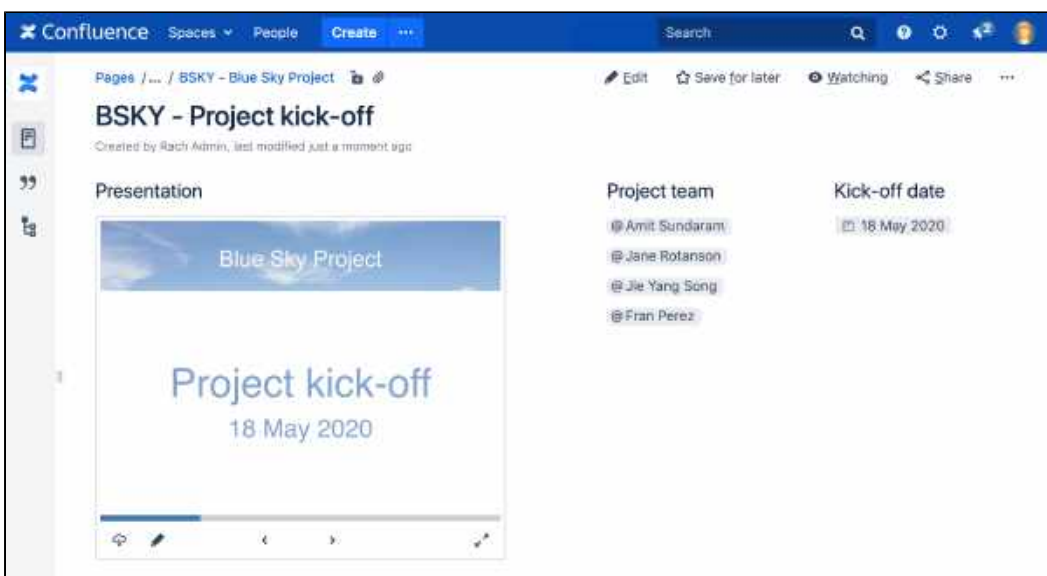 Confluence Spaces People Create ··· Search 2
Pages /... / BSKY - Blue Sky Project
Edit Save for later Watching Share ···
BSKY - Project kick-off
Created by Rach Admin, last modified just a moment ago
Presentation
Blue Sky Project
Project kick-off
18 May 2020
Project team
@Amit Sundaram
@Jane Rotanson
@Jie Yang Song
@Fran Perez
Kick-off date
18 May 2020